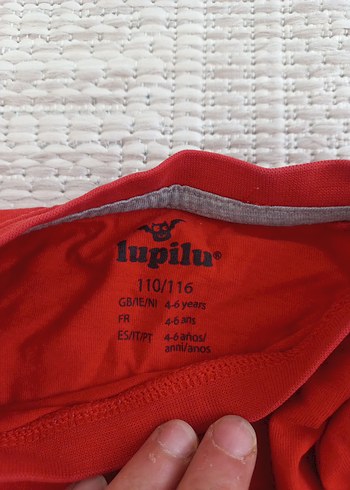 lupilu®
110/116
GB/IE/NI 4-6 years
FR 4-6 ans
ES/IT/PT 4-6 años/
anni/anos